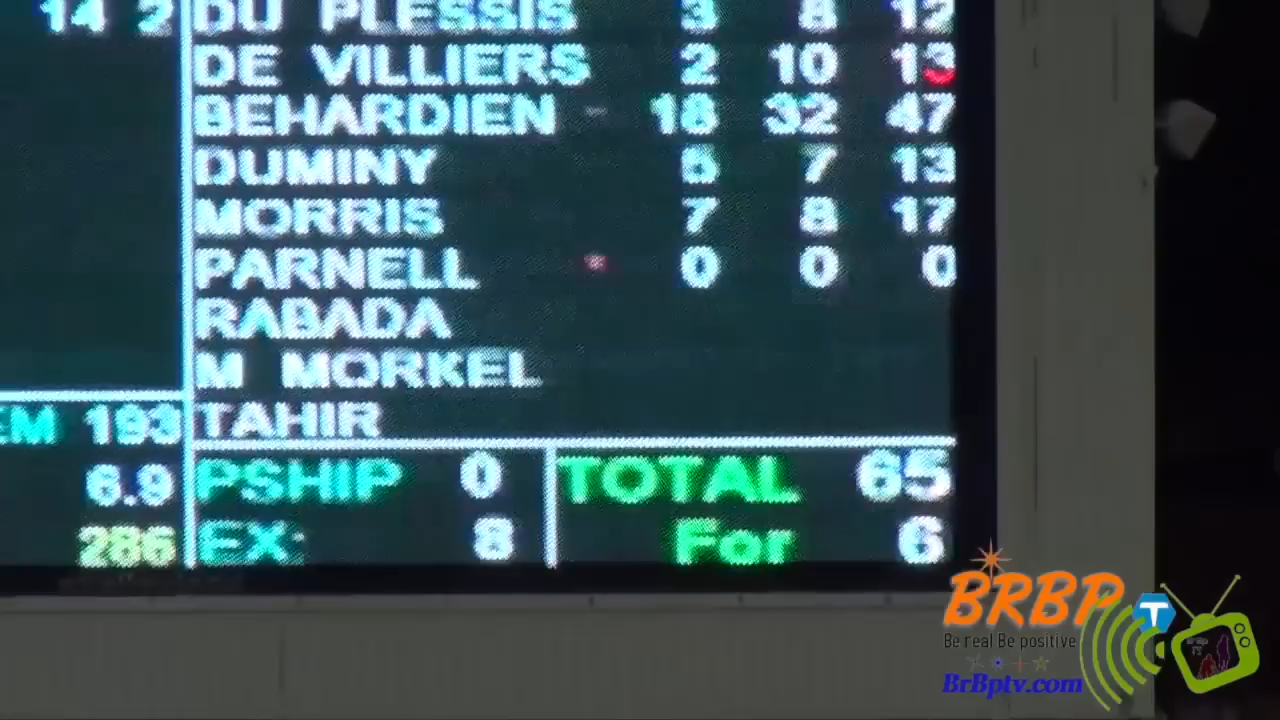 14 2 DU PLESSIS 3 8 12
DE VILLIERS 2 10 13
BEHARDIEN - 18 32 47
DUMINY 5 7 13
MORRIS 7 8 17
PARNELL * 0 0 0
RABADA
M MORKEL
EM 193 TAHIR
6.9 PSHIP 0 TOTAL 65
286 EX: 8 For 6
BRBP T
Be real Be positive
BrBptv.com